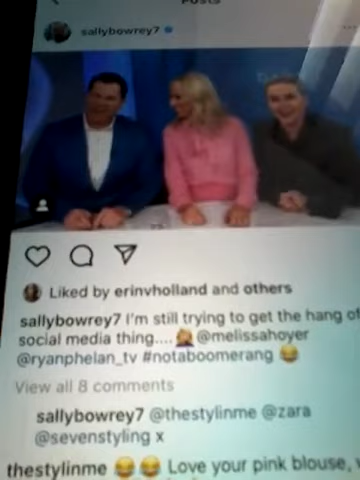 Posts
sallybowrey7
Liked by erinvholland and others
sallybowrey7 I'm still trying to get the hang of
social media thing.... 🤦 @melissahoyer
@ryanphelan_tv #notaboomerang 😂
View all 8 comments
sallybowrey7 @thestylinme @zara
@sevenstyling x
thestylinme 😂😂 Love your pink blouse,